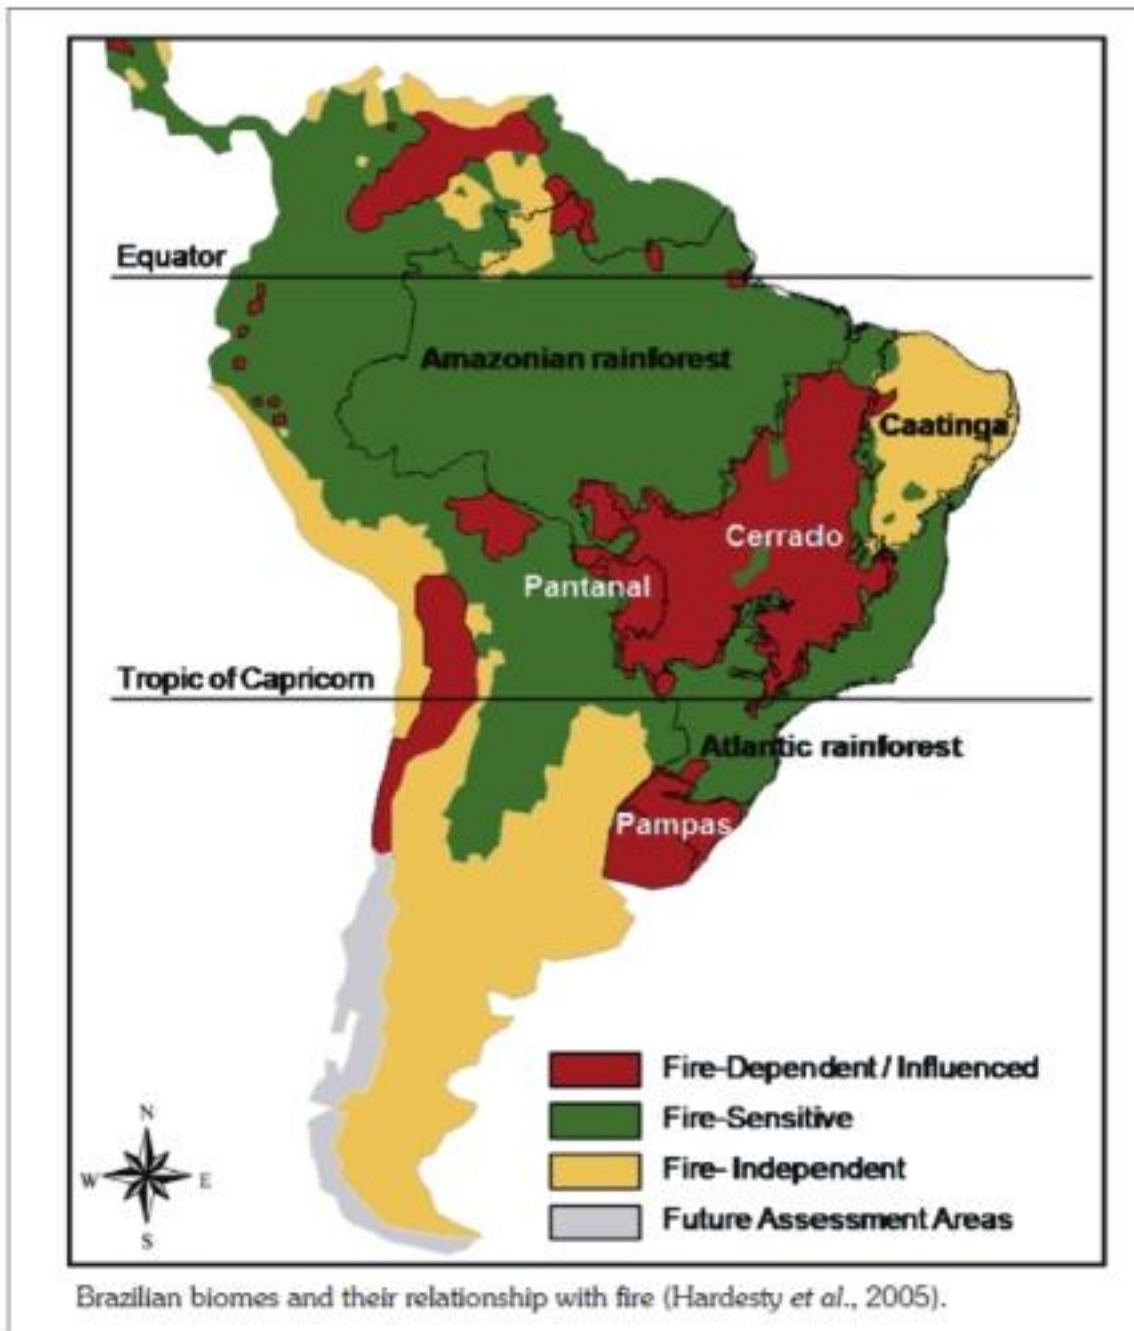 Equator
Amazonian rainforest
Caatinga
Cerrado
Pantanal
Tropic of Capricorn
Atlantic rainforest
Pampas
Fire-Dependent / Influenced
Fire-Sensitive
Fire- Independent
Future Assessment Areas
N
W E
S
Brazilian biomes and their relationship with fire (Hardesty et al., 2005).